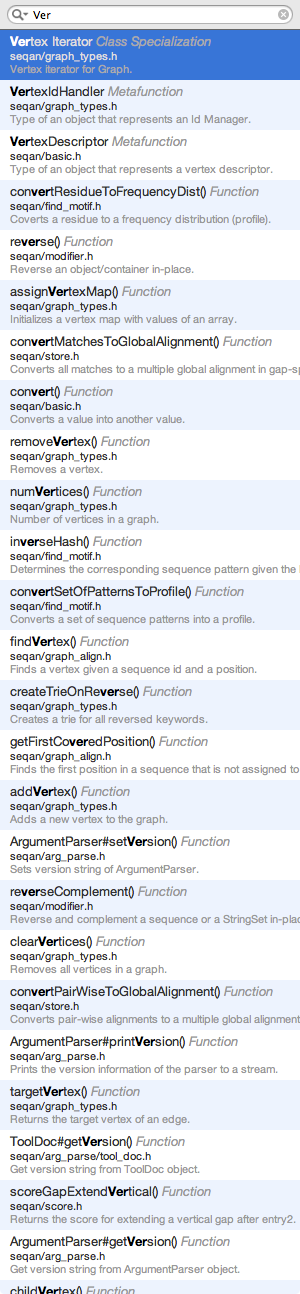 Ver
Vertex Iterator Class Specialization
seqan/graph_types.h
Vertex iterator for Graph.
VertexIdHandler Metafunction
seqan/graph_types.h
Type of an object that represents an Id Manager.
VertexDescriptor Metafunction
seqan/basic.h
Type of an object that represents a vertex descriptor.
convertResidueToFrequencyDist() Function
seqan/find_motif.h
Coverts a residue to a frequency distribution (profile).
reverse() Function
seqan/modifier.h
Reverse an object/container in-place.
assignVertexMap() Function
seqan/graph_types.h
Initializes a vertex map with values of an array.
convertMatchesToGlobalAlignment() Function
seqan/store.h
Converts all matches to a multiple global alignment in gap-sp
convert() Function
seqan/basic.h
Converts a value into another value.
removeVertex() Function
seqan/graph_types.h
Removes a vertex.
numVertices() Function
seqan/graph_types.h
Number of vertices in a graph.
inverseHash() Function
seqan/find_motif.h
Determines the corresponding sequence pattern given the
convertSetOfPatternsToProfile() Function
seqan/find_motif.h
Converts a set of sequence patterns into a profile.
findVertex() Function
seqan/graph_align.h
Finds a vertex given a sequence id and a position.
createTrieOnReverse() Function
seqan/graph_types.h
Creates a trie for all reversed keywords.
getFirstCoveredPosition() Function
seqan/graph_align.h
Finds the first position in a sequence that is not assigned to
addVertex() Function
seqan/graph_types.h
Adds a new vertex to the graph.
ArgumentParser#setVersion() Function
seqan/arg_parse.h
Sets version string of ArgumentParser.
reverseComplement() Function
seqan/modifier.h
Reverse and complement a sequence or a StringSet in-plac
clearVertices() Function
seqan/graph_types.h
Removes all vertices in a graph.
convertPairWiseToGlobalAlignment() Function
seqan/store.h
Converts pair-wise alignments to a multiple global alignment
ArgumentParser#printVersion() Function
seqan/arg_parse.h
Prints the version information of the parser to a stream.
targetVertex() Function
seqan/graph_types.h
Returns the target vertex of an edge.
ToolDoc#getVersion() Function
seqan/arg_parse/tool_doc.h
Get version string from ToolDoc object.
scoreGapExtendVertical() Function
seqan/score.h
Returns the score for extending a vertical gap after entry2.
ArgumentParser#getVersion() Function
seqan/arg_parse.h
Get version string from ArgumentParser object.
childVertex() Function